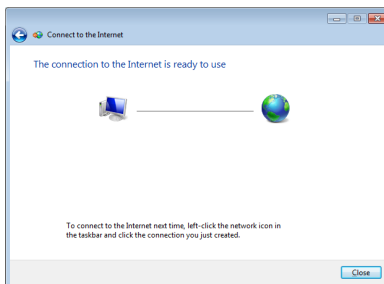 Connect to the Internet
The connection to the Internet is ready to use
To connect to the Internet next time, left-click the network icon in
the taskbar and click the connection you just created.
Close